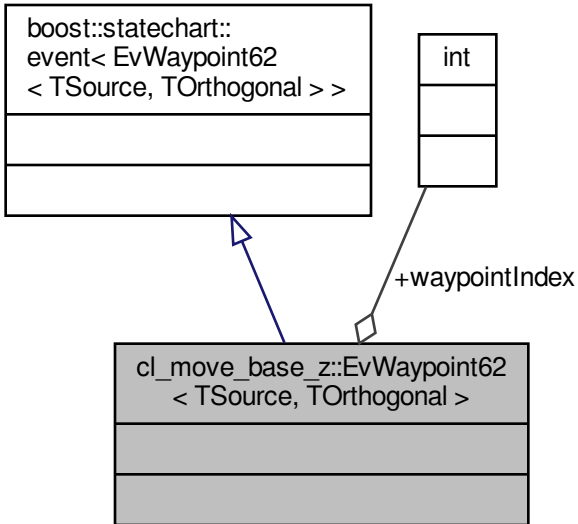 boost::statechart::
event< EvWaypoint62
< TSource, TOrthogonal > >
int
+waypointIndex
cl_move_base_z::EvWaypoint62
< TSource, TOrthogonal >